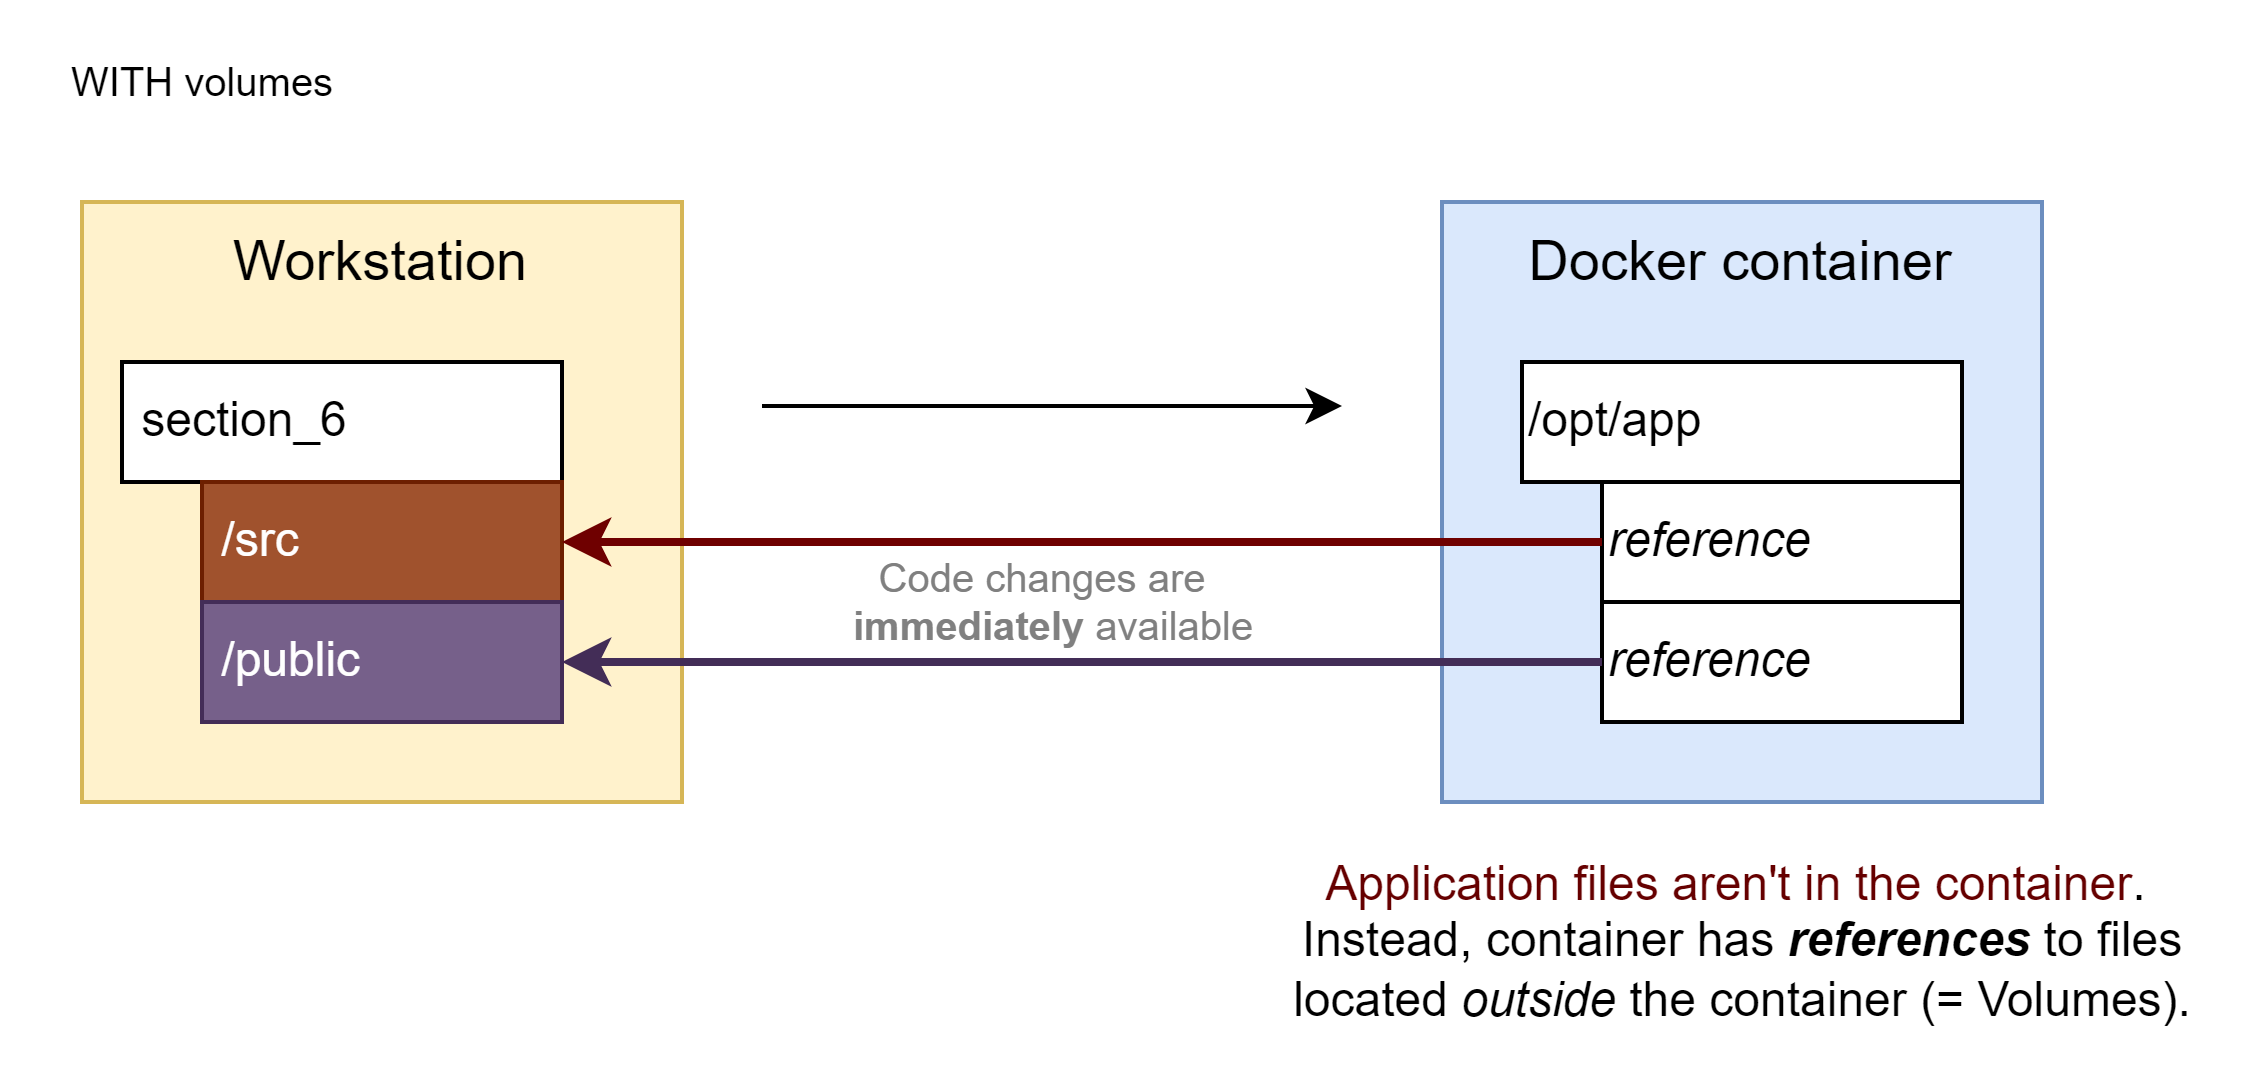 WITH volumes
Workstation
Docker container
section_6
/opt/app
/src
reference
Code changes are
immediately available
/public
reference
Application files aren't in the container.
Instead, container has references to files
located outside the container (= Volumes).